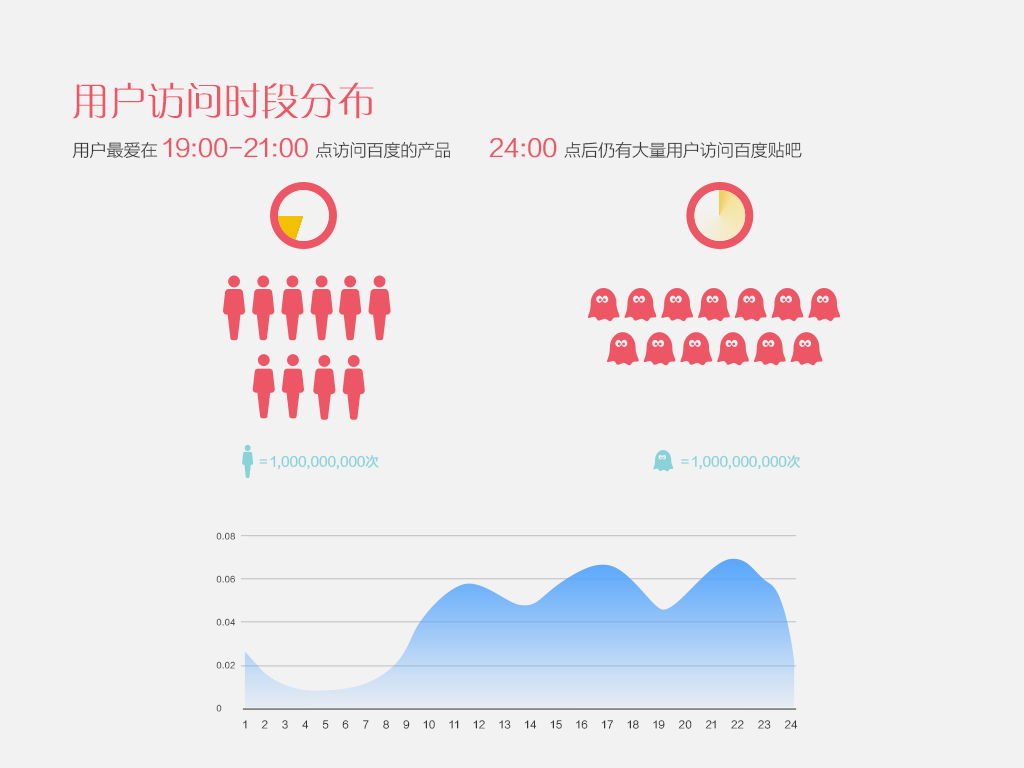 用户访问时段分布
用户最爱在 19:00-21:00 点访问百度的产品
24:00 点后仍有大量用户访问百度贴吧
=1,000,000,000次
=1,000,000,000次
0.08
0.06
0.04
0.02
0
1 2 3 4 5 6 7 8 9 10 11 12 13 14 15 16 17 18 19 20 21 22 23 24